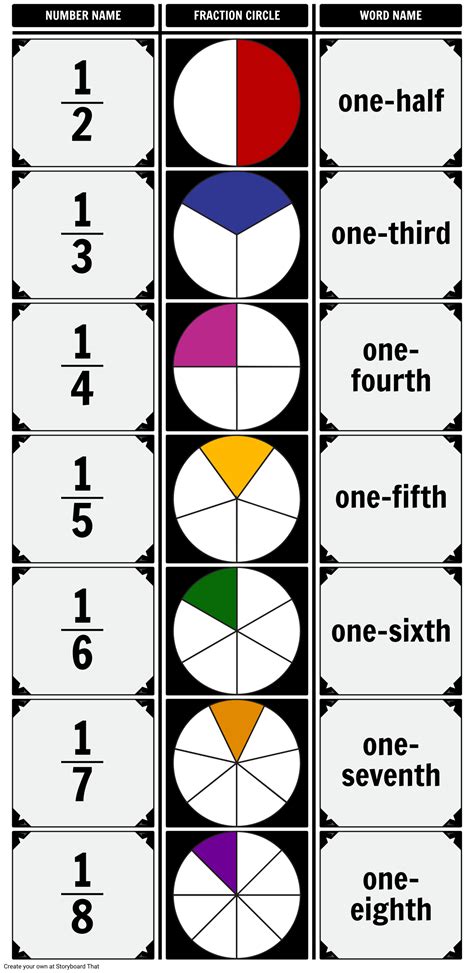 NUMBER NAME
FRACTION CIRCLE
WORD NAME
1
2
one-half
1
3
one-third
1
4
one-
fourth
1
5
one-fifth
1
6
one-sixth
1
7
one-
seventh
1
8
one-
eighth
Create your own at Storyboard That